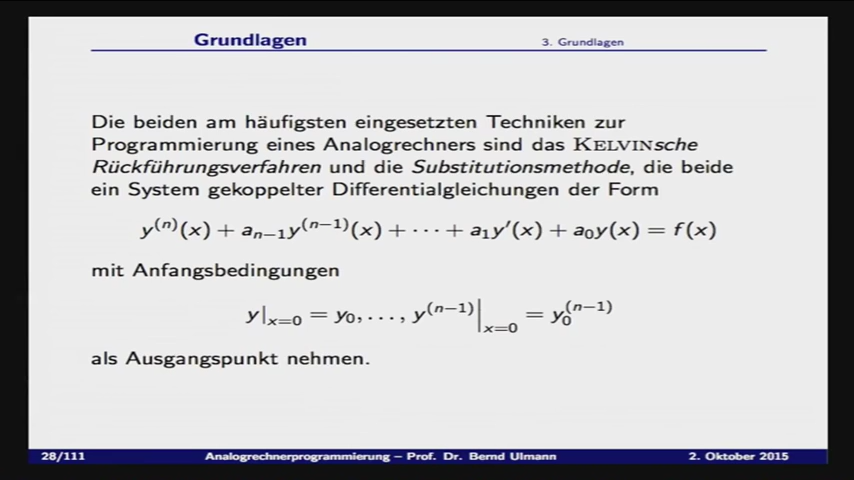 Grundlagen
3. Grundlagen
Die beiden am häufigsten eingesetzten Techniken zur
Programmierung eines Analogrechners sind das KELVINsche
Rückführungsverfahren und die Substitutionsmethode, die beide
ein System gekoppelter Differentialgleichungen der Form
y^(n)(x) + a_{n−1}y^(n−1)(x) + ⋯ + a_1y′(x) + a_0y(x) = f(x)
mit Anfangsbedingungen
y|_{x=0} = y_0, . . . , y^(n−1)|_{x=0} = y_0^(n−1)
als Ausgangspunkt nehmen.
28/111
Analogrechnerprogrammierung – Prof. Dr. Bernd Ulmann
2. Oktober 2015